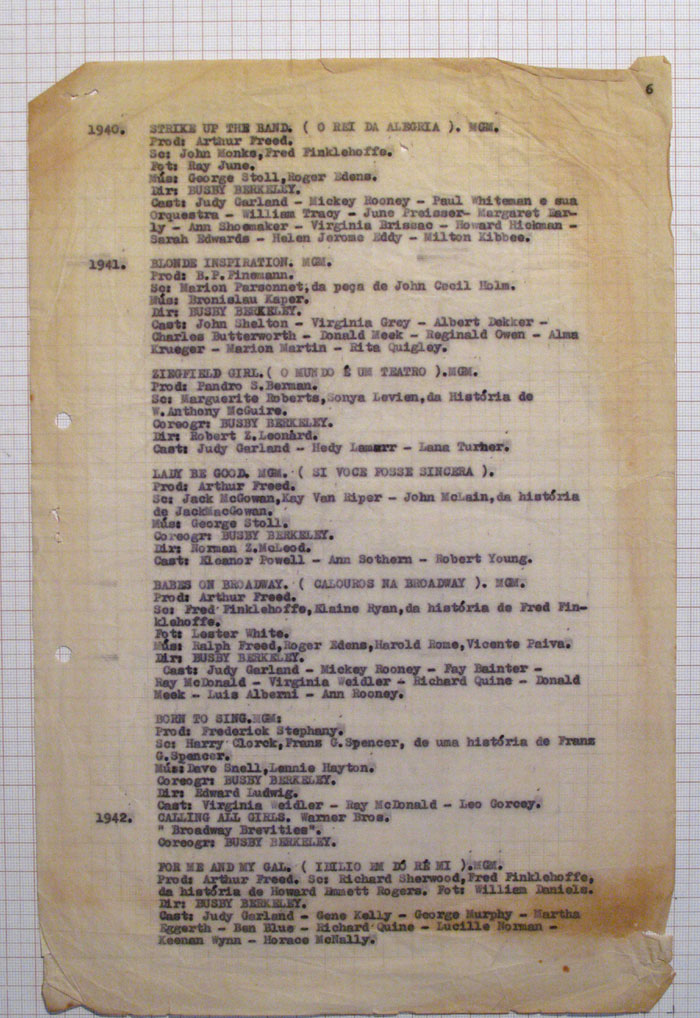 6
1940. STRIKE UP THE BAND. ( O REI DA ALEGRIA ). MGM.
Prod: Arthur Freed.
Sc: John Monks,Fred Finklehoffe.
Fot: Ray June.
Mús: George Stoll,Roger Edens.
Dir: BUSBY BERKELEY.
Cast: Judy Garland - Mickey Rooney - Paul Whiteman e sua
Orquestra - William Tracy - June Preisser- Margaret Ear-
ly - Ann Shoemaker - Virginia Brissac - Howard Hickman -
Sarah Edwards - Helen Jerome Eddy - Milton Kibbee.
1941. BLONDE INSPIRATION. MGM.
Prod: B.P.Finemann.
Sc: Marion Parsonnet,da peça de John Cecil Holm.
Mús: Bronislau Kaper.
Dir: BUSBY BERKELEY.
Cast: John Shelton - Virginia Grey - Albert Dekker -
Charles Butterworth - Donald Meek - Reginald Owen - Alma
Krueger - Marion Martin - Rita Quigley.
ZIEGFIELD GIRL.( O MUNDO É UM TEATRO ).MGM.
Prod: Pandro S.Berman.
Sc: Marguerite Roberts,Sonya Levien,da História de
W.Anthony McGuire.
Coreogr: BUSBY BERKELEY.
Dir: Robert Z.Leonard.
Cast: Judy Garland - Hedy Lamarr - Lana Turner.
LADY BE GOOD. MGM. ( SI VOCE FOSSE SINCERA ).
Prod: Arthur Freed.
Sc: Jack McGowan,Kay Van Riper - John McLain,da história
de JackMacGowan.
Mús: George Stoll.
Coreogr: BUSBY BERKELEY.
Dir: Norman Z.McLeod.
Cast: Eleanor Powell - Ann Sothern - Robert Young.
BABES ON BROADWAY. ( CALOUROS NA BROADWAY ). MGM.
Prod: Arthur Freed.
Sc: Fred Finklehoffe,Elaine Ryan,da história de Fred Fin-
klehoffe.
Fot: Lester White.
Mús: Ralph Freed,Roger Edens,Harold Rome,Vicente Paiva.
Dir: BUSBY BERKELEY.
Cast: Judy Garland - Mickey Rooney - Fay Bainter -
Ray McDonald - Virginia Weidler - Richard Quine - Donald
Meek - Luis Alberni - Ann Rooney.
BORN TO SING.MGM:
Prod: Frederick Stephany.
Sc: Harry Clorck,Franz G.Spencer, de uma história de Franz
G.Spencer.
Mús:Dave Snell,Lennie Hayton.
Coreogr: BUSBY BERKELEY.
Dir: Edward Ludwig.
Cast: Virginia Weidler - Ray McDonald - Leo Gorcey.
1942. CALLING ALL GIRLS. Warner Bros.
" Broadway Brevities".
Coreogr: BUSBY BERKELEY.
FOR ME AND MY GAL. ( IDILIO EM DÓ RÉ MI ).MGM.
Prod: Arthur Freed. Sc: Richard Sherwood,Fred Finklehoffe,
da história de Howard Emmett Rogers. Fot: William Daniels.
Dir: BUSBY BERKELEY.
Cast: Judy Garland - Gene Kelly - George Murphy - Martha
Eggerth - Ben Blue - Richard Quine - Lucille Norman -
Keenan Wynn - Horace McNally.